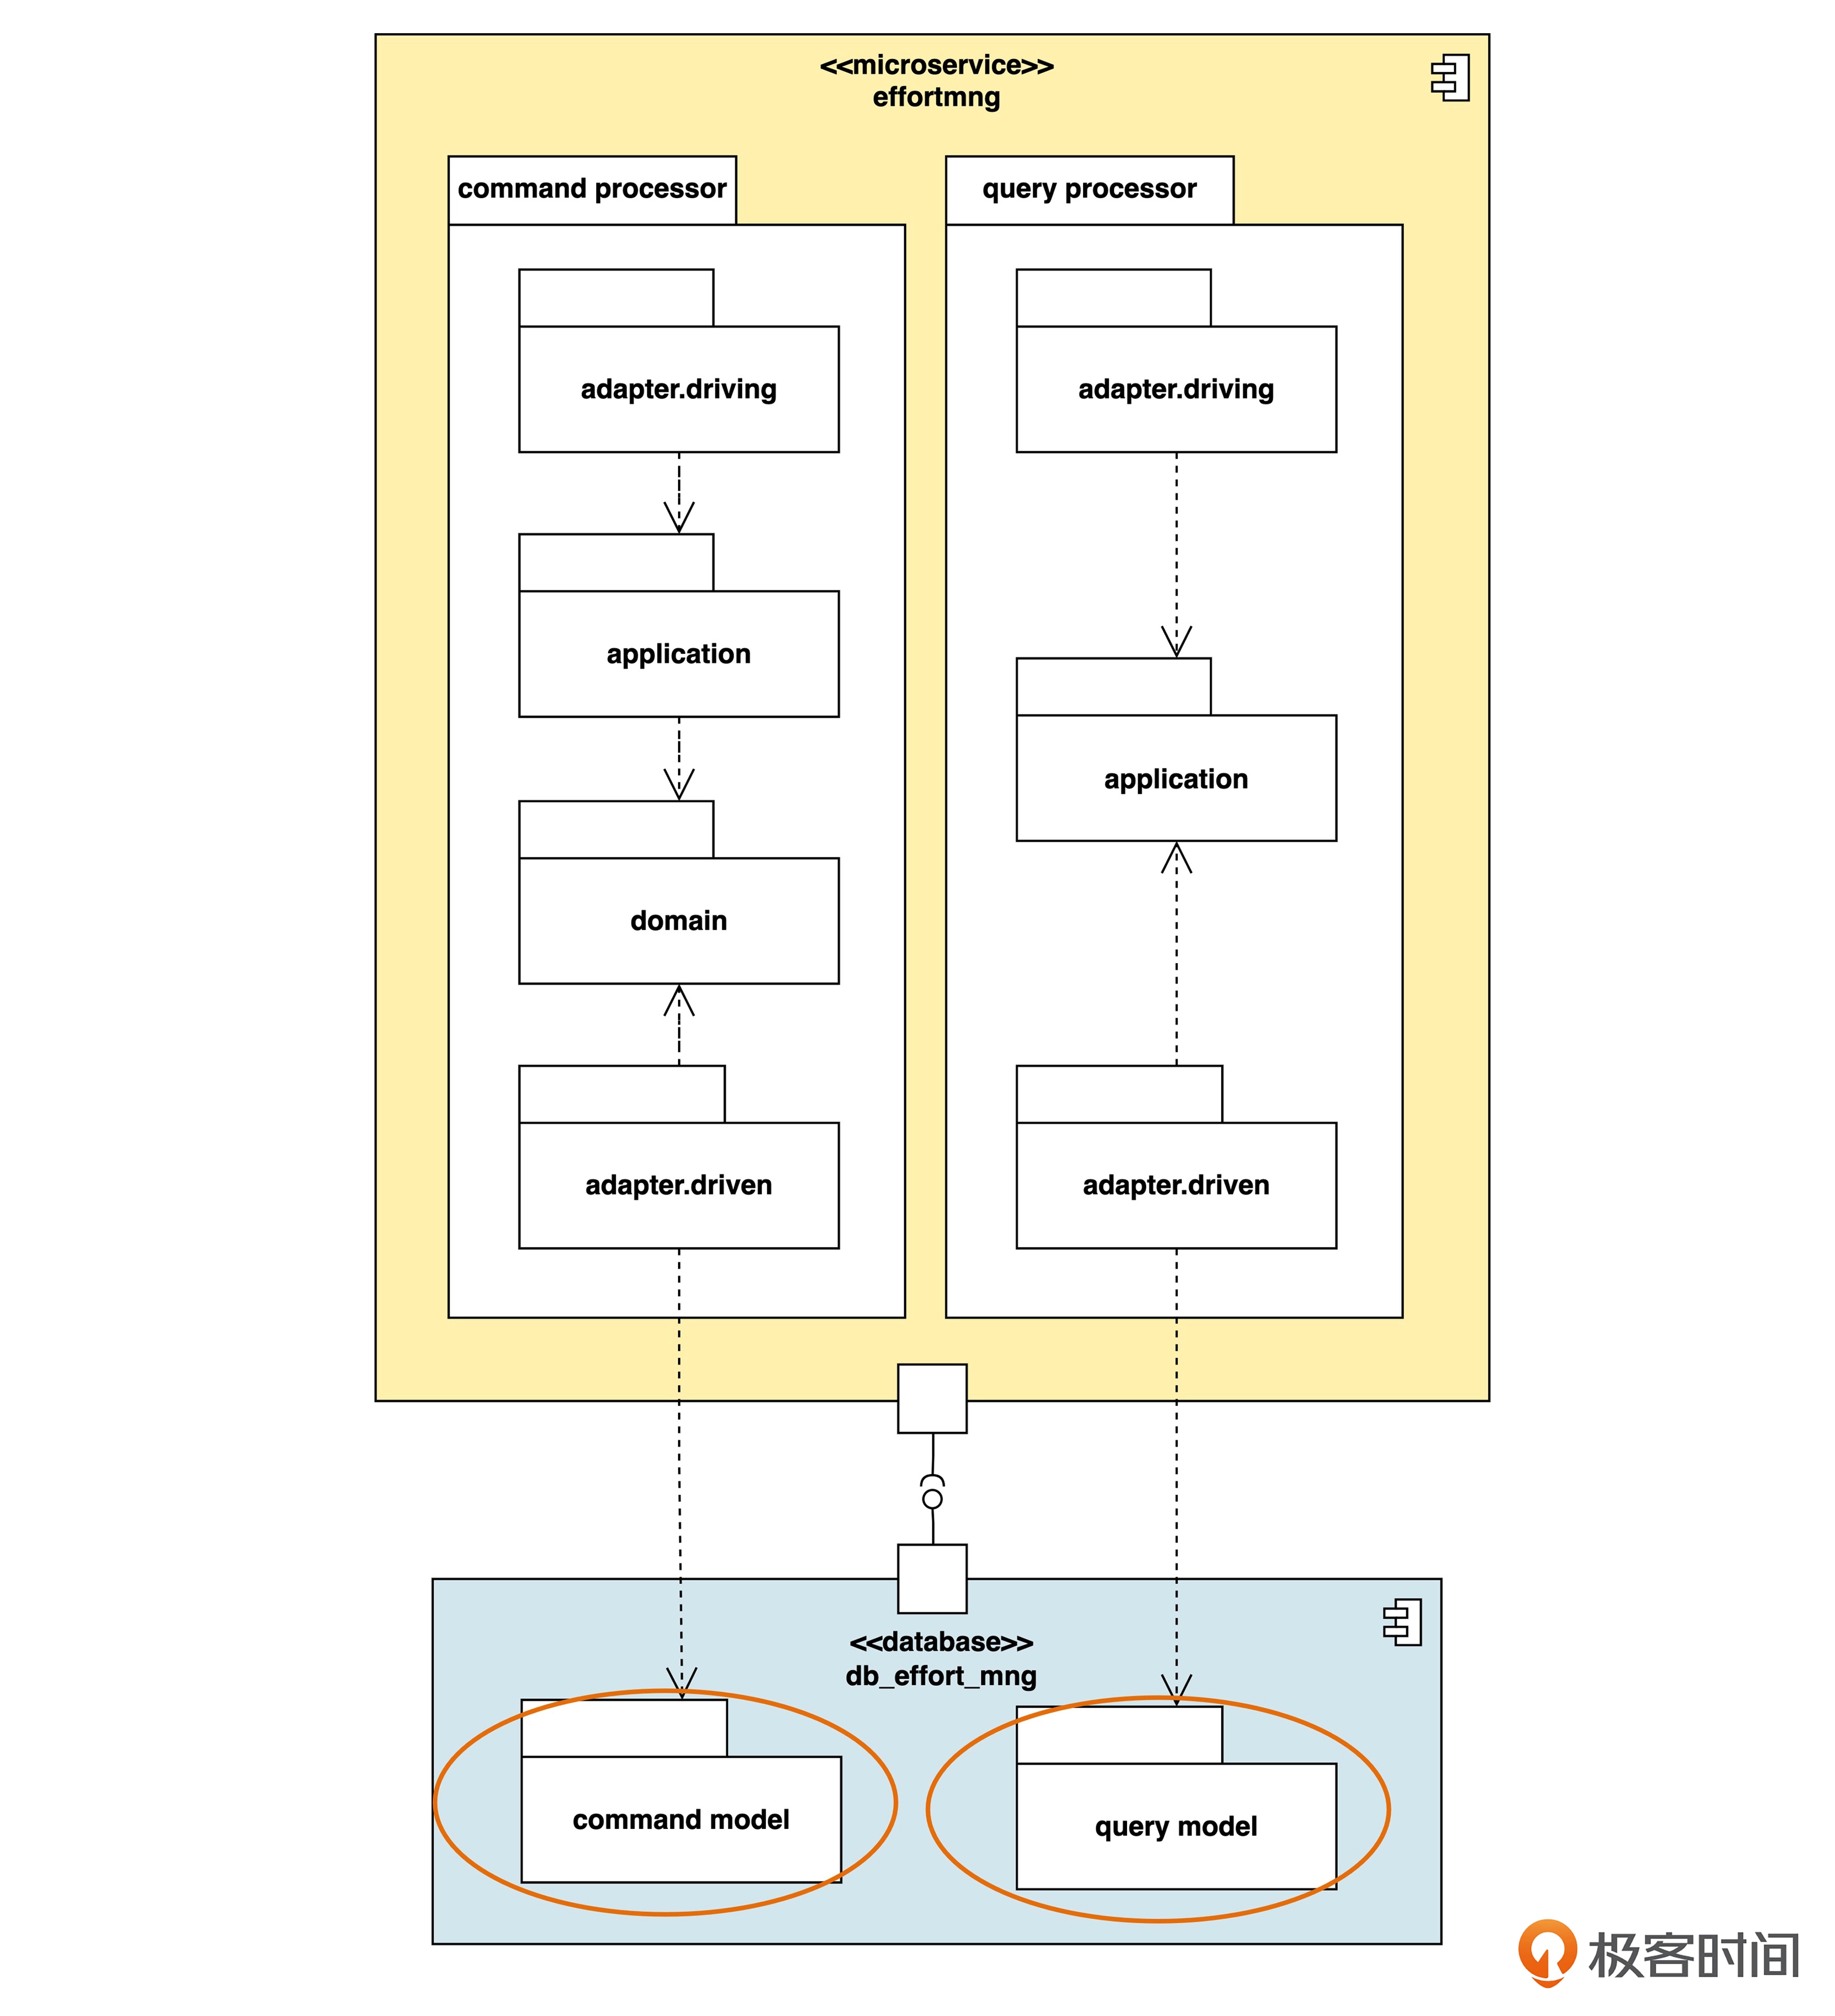 <<microservice>>
effortmng
command processor
query processor
adapter.driving
adapter.driving
application
application
domain
adapter.driven
adapter.driven
<<database>>
db_effort_mng
command model
query model
极客时间